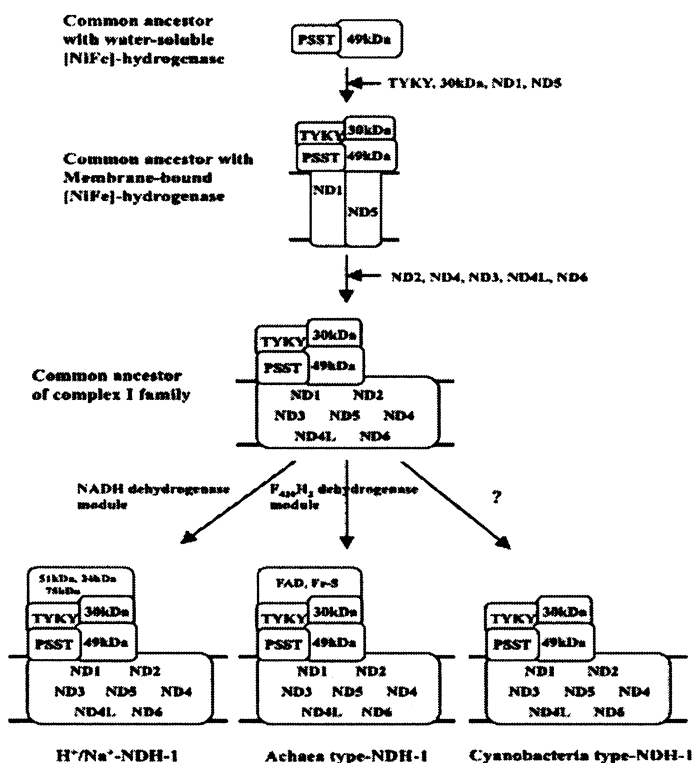 Common ancestor
with water-soluble
[NiFe]-hydrogenase
PSST 49kDa
TYKY, 30kDa, ND1, ND5
Common ancestor with
Membrane-bound
[NiFe]-hydrogenase
TYKY 30kDa
PSST 49kDa
ND1
ND5
ND2, ND4, ND3, ND4L, ND6
Common ancestor
of complex I family
TYKY 30kDa
PSST 49kDa
ND1 ND2
ND3 ND5 ND4
ND4L ND6
NADH dehydrogenase
module
F₄₂₀H₂ dehydrogenase
module
?
51kDa, 24kDa
75kDa
TYKY 30kDa
PSST 49kDa
ND1 ND2
ND3 ND5 ND4
ND4L ND6
H⁺/Na⁺-NDH-1
FAD, Fe-S
TYKY 30kDa
PSST 49kDa
ND1 ND2
ND3 ND5 ND4
ND4L ND6
Achaea type-NDH-1
TYKY 30kDa
PSST 49kDa
ND1 ND2
ND3 ND5 ND4
ND4L ND6
Cyanobacteria type-NDH-1